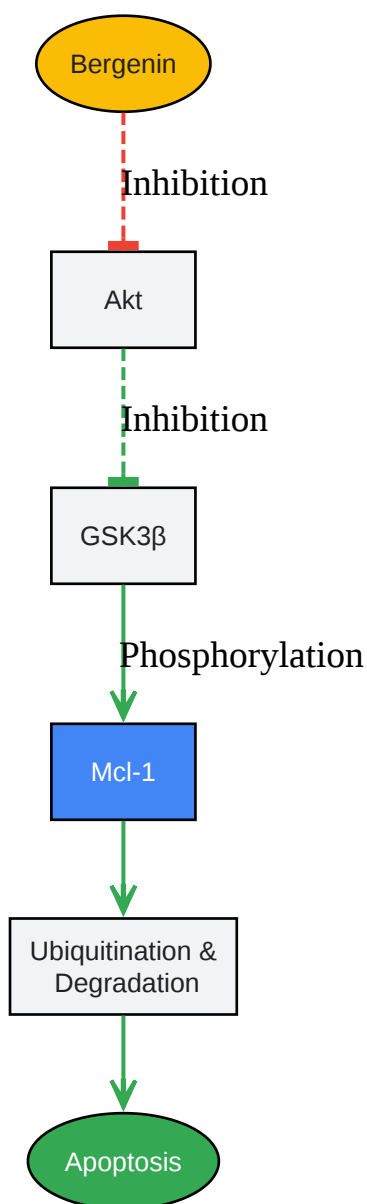 Bergenin
Inhibition
Akt
Inhibition
GSK3β
Phosphorylation
Mcl-1
Ubiquitination &
Degradation
Apoptosis